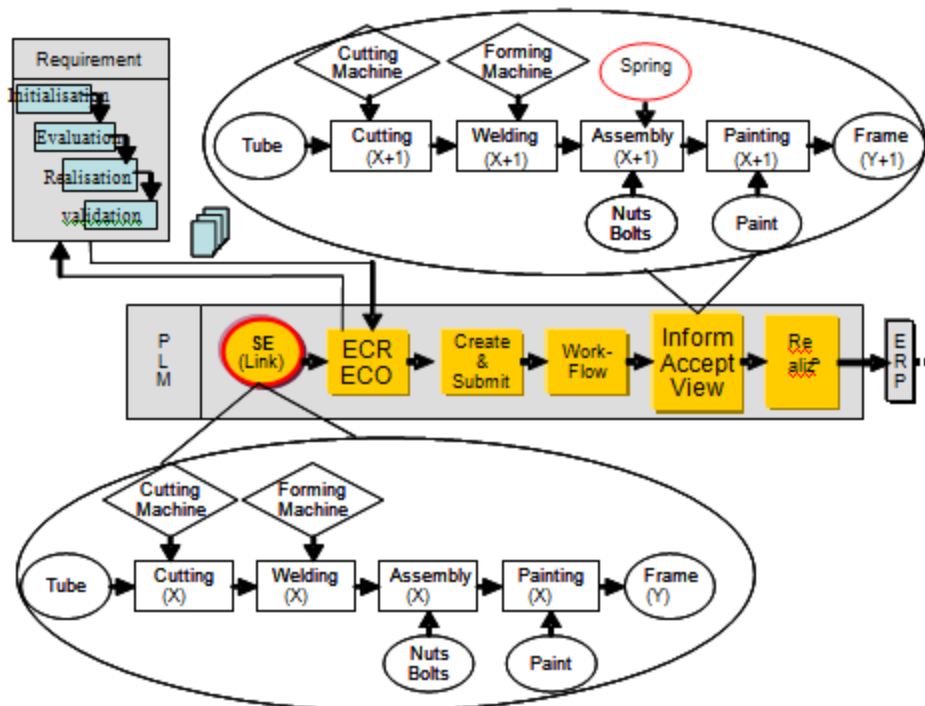 Requirement
Initialisation
Evaluation
Realisation
validation
Cutting
Machine
Forming
Machine
Spring
Tube
Cutting
(X+1)
Welding
(X+1)
Assembly
(X+1)
Painting
(X+1)
Frame
(Y+1)
Nuts
Bolts
Paint
P
L
M
SE
(Link)
ECR
ECO
Create
&
Submit
Work-
Flow
Inform
Accept
View
Re
E
R
P
Cutting
Machine
Forming
Machine
Tube
Cutting
(X)
Welding
(X)
Assembly
(X)
Painting
(X)
Frame
(Y)
Nuts
Bolts
Paint